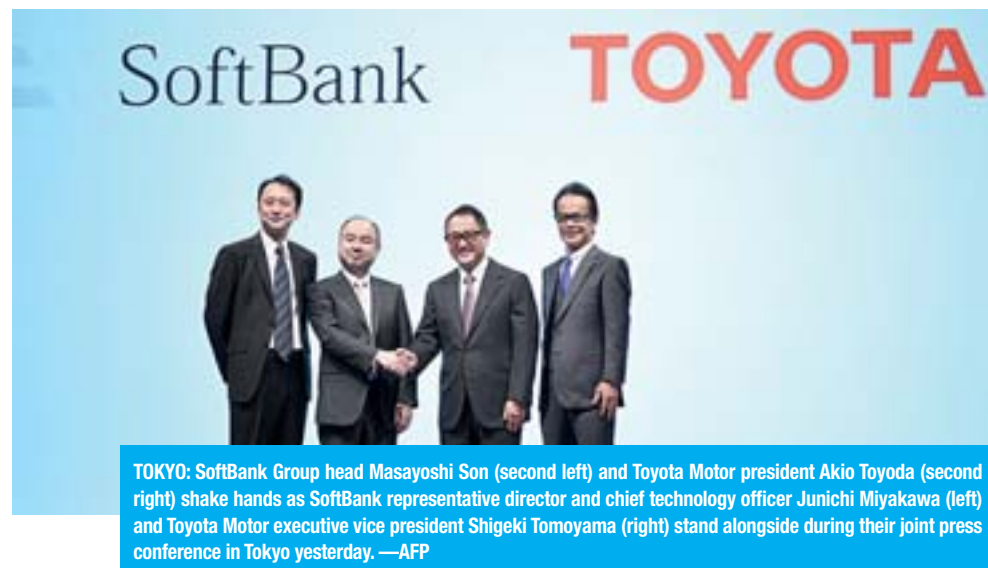 SoftBank TOYOTA
TOKYO: SoftBank Group head Masayoshi Son (second left) and Toyota Motor president Akio Toyoda (second
right) shake hands as SoftBank representative director and chief technology officer Junichi Miyakawa (left)
and Toyota Motor executive vice president Shigeki Tomoyama (right) stand alongside during their joint press
conference in Tokyo yesterday. —AFP